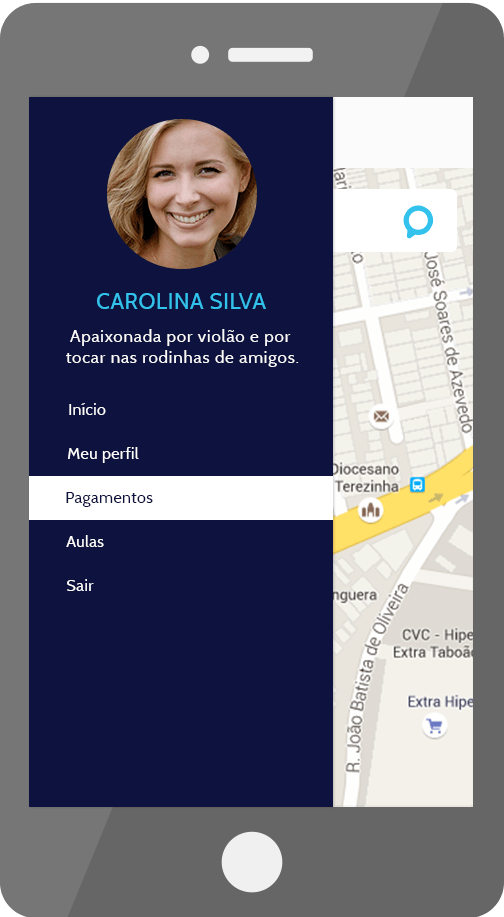 CAROLINA SILVA
Apaixonada por violão e por
tocar nas rodinhas de amigos.
Início
Meu perfil
Pagamentos
Aulas
Sair
José Soares de Azevedo
Diocesano
Terezinha
nguera
R. João Batista de Oliveira
CVC - Hipe
Extra Taboão
Extra Hipe